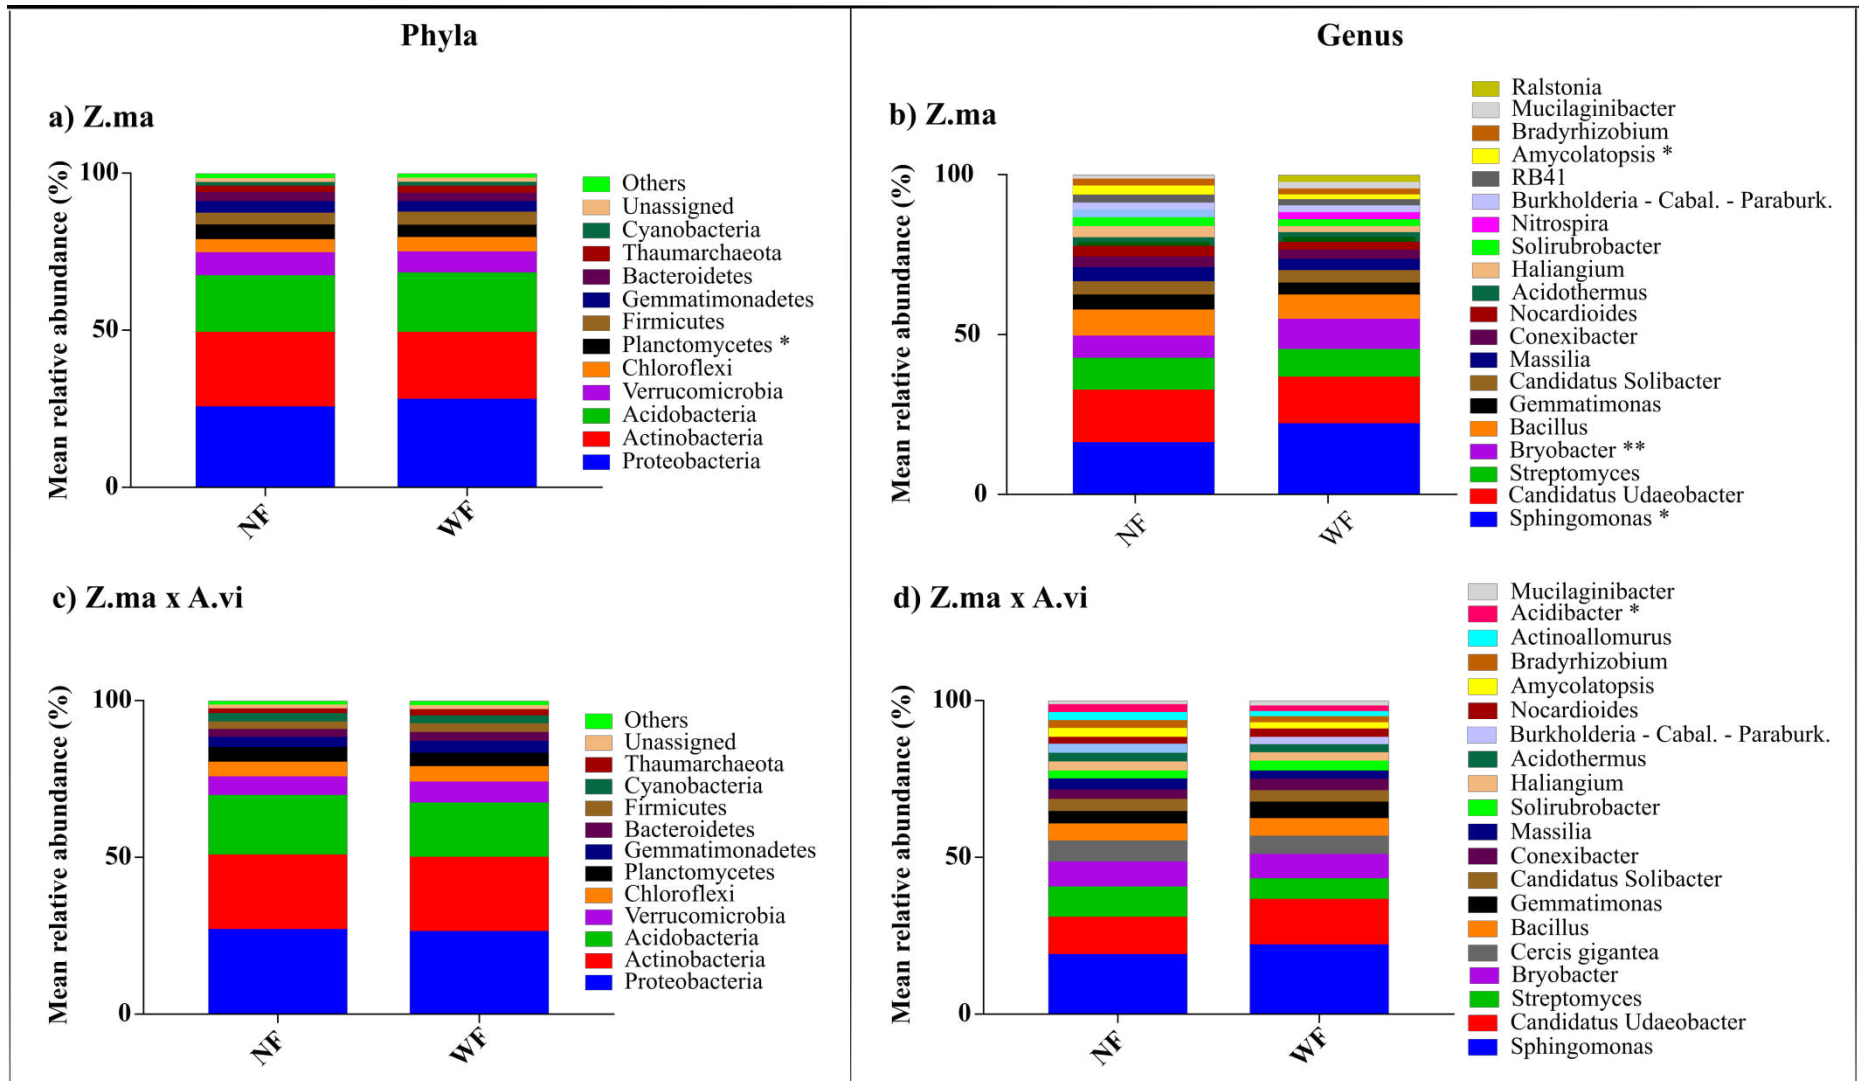 Phyla
a) Z.ma
Mean relative abundance (%)
100
50
0
NF
WF
Others
Unassigned
Cyanobacteria
Thaumarchaeota
Bacteroidetes
Gemmatimonadetes
Firmicutes
Planctomycetes *
Chloroflexi
Verrucomicrobia
Acidobacteria
Actinobacteria
Proteobacteria
Genus
b) Z.ma
Mean relative abundance (%)
100
50
0
NF
WF
Ralstonia
Mucilaginibacter
Bradyrhizobium
Amycolatopsis *
RB41
Burkholderia - Cabal. - Paraburk.
Nitrospira
Solirubrobacter
Haliangium
Acidothermus
Nocardioides
Conexibacter
Massilia
Candidatus Solibacter
Gemmatimonas
Bacillus
Bryobacter **
Streptomyces
Candidatus Udaeobacter
Sphingomonas *
c) Z.ma x A.vi
Mean relative abundance (%)
100
50
0
NF
WF
Others
Unassigned
Thaumarchaeota
Cyanobacteria
Firmicutes
Bacteroidetes
Gemmatimonadetes
Planctomycetes
Chloroflexi
Verrucomicrobia
Acidobacteria
Actinobacteria
Proteobacteria
d) Z.ma x A.vi
Mean relative abundance (%)
100
50
0
NF
WF
Mucilaginibacter
Acidibacter *
Actinoallomurus
Bradyrhizobium
Amycolatopsis
Nocardioides
Burkholderia - Cabal. - Paraburk.
Acidothermus
Haliangium
Solirubrobacter
Massilia
Conexibacter
Candidatus Solibacter
Gemmatimonas
Bacillus
Cercis gigantea
Bryobacter
Streptomyces
Candidatus Udaeobacter
Sphingomonas